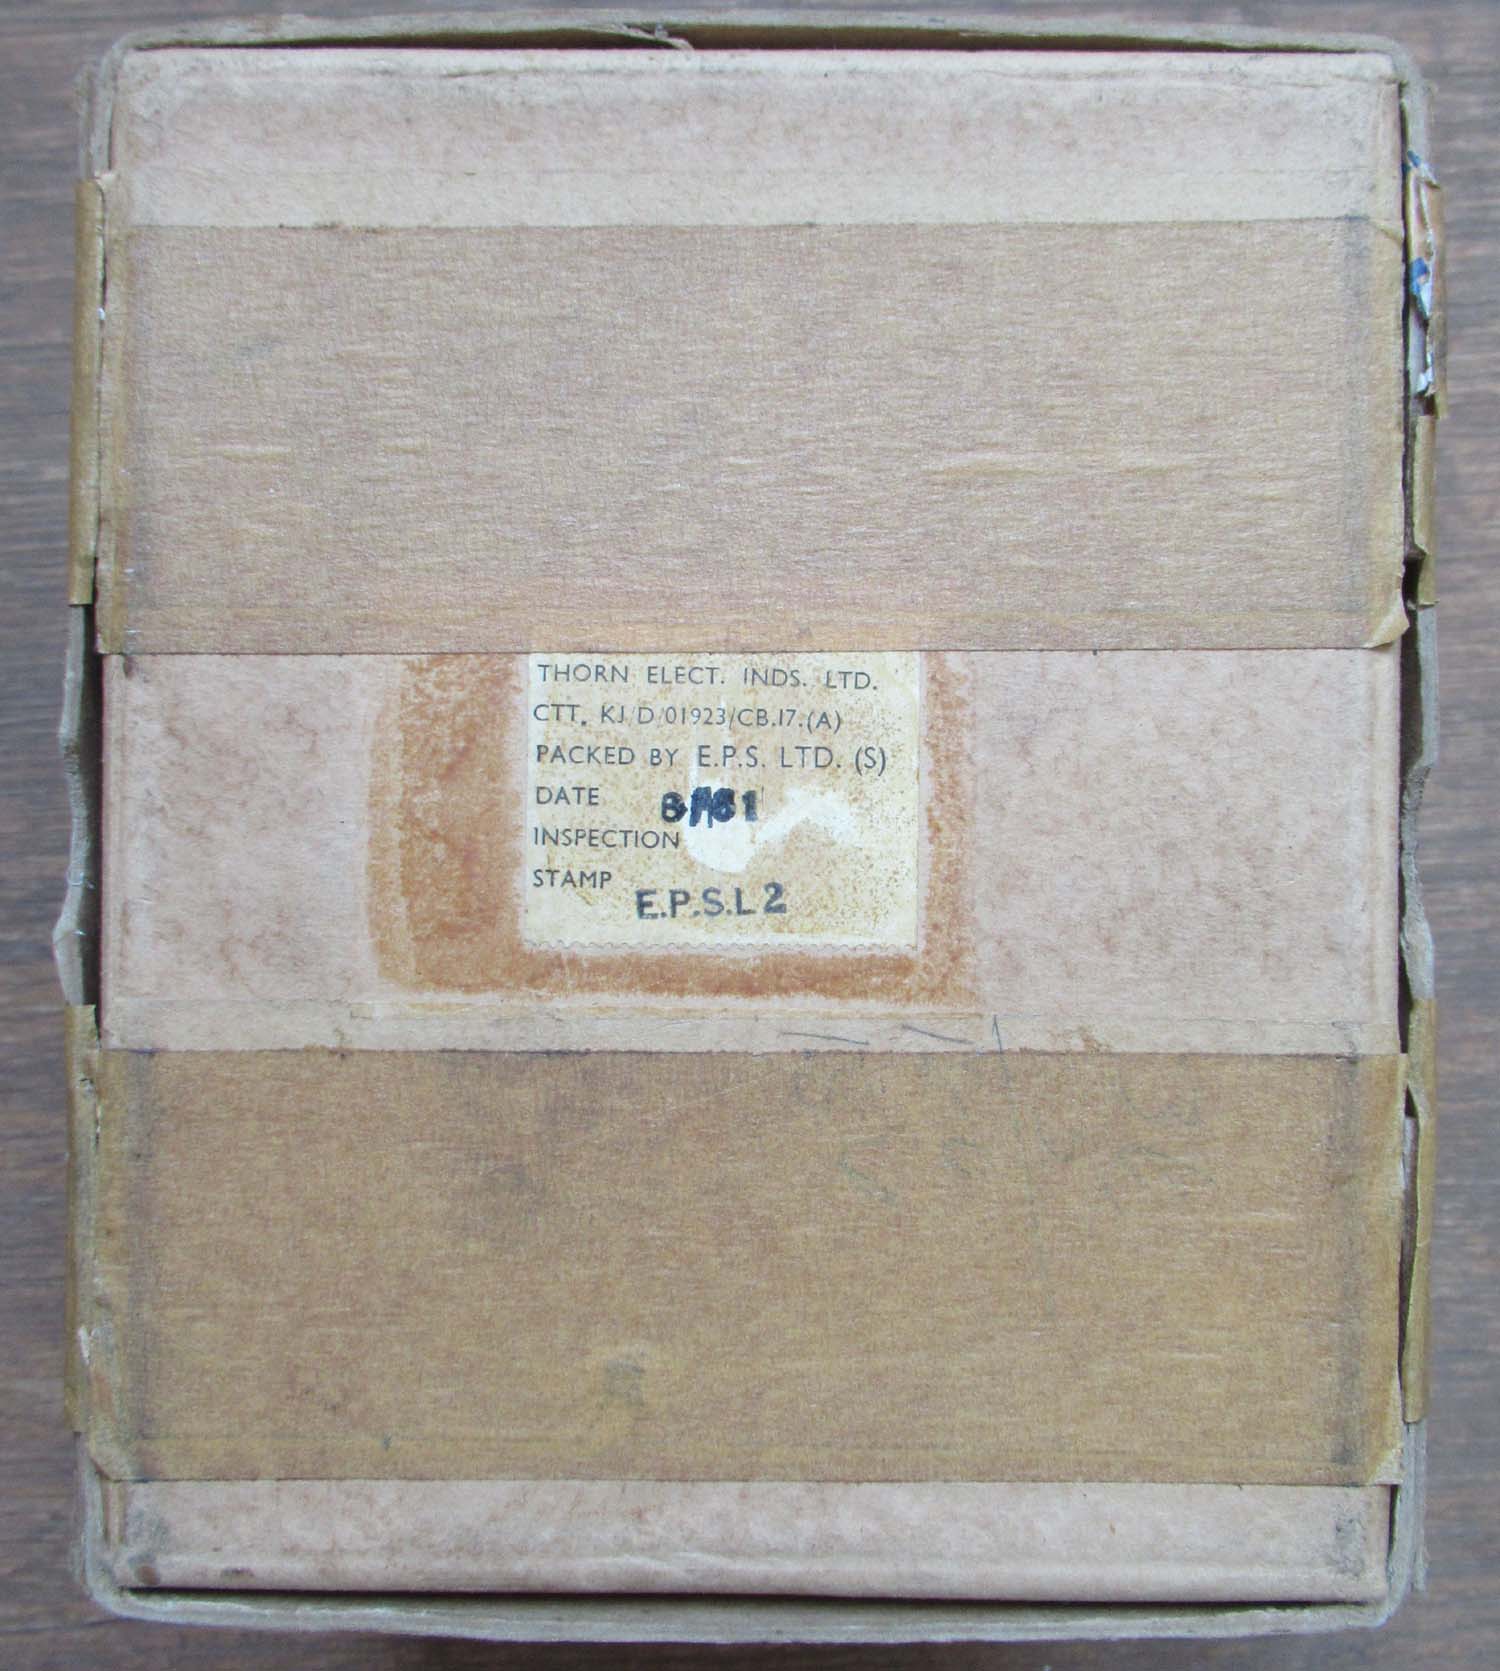 THORN ELECT. INDS. LTD.
CTT. KJ/D/01923/CB.17.(A)
PACKED BY E.P.S. LTD. (S)
DATE
INSPECTION
STAMP E.P.S.L 2